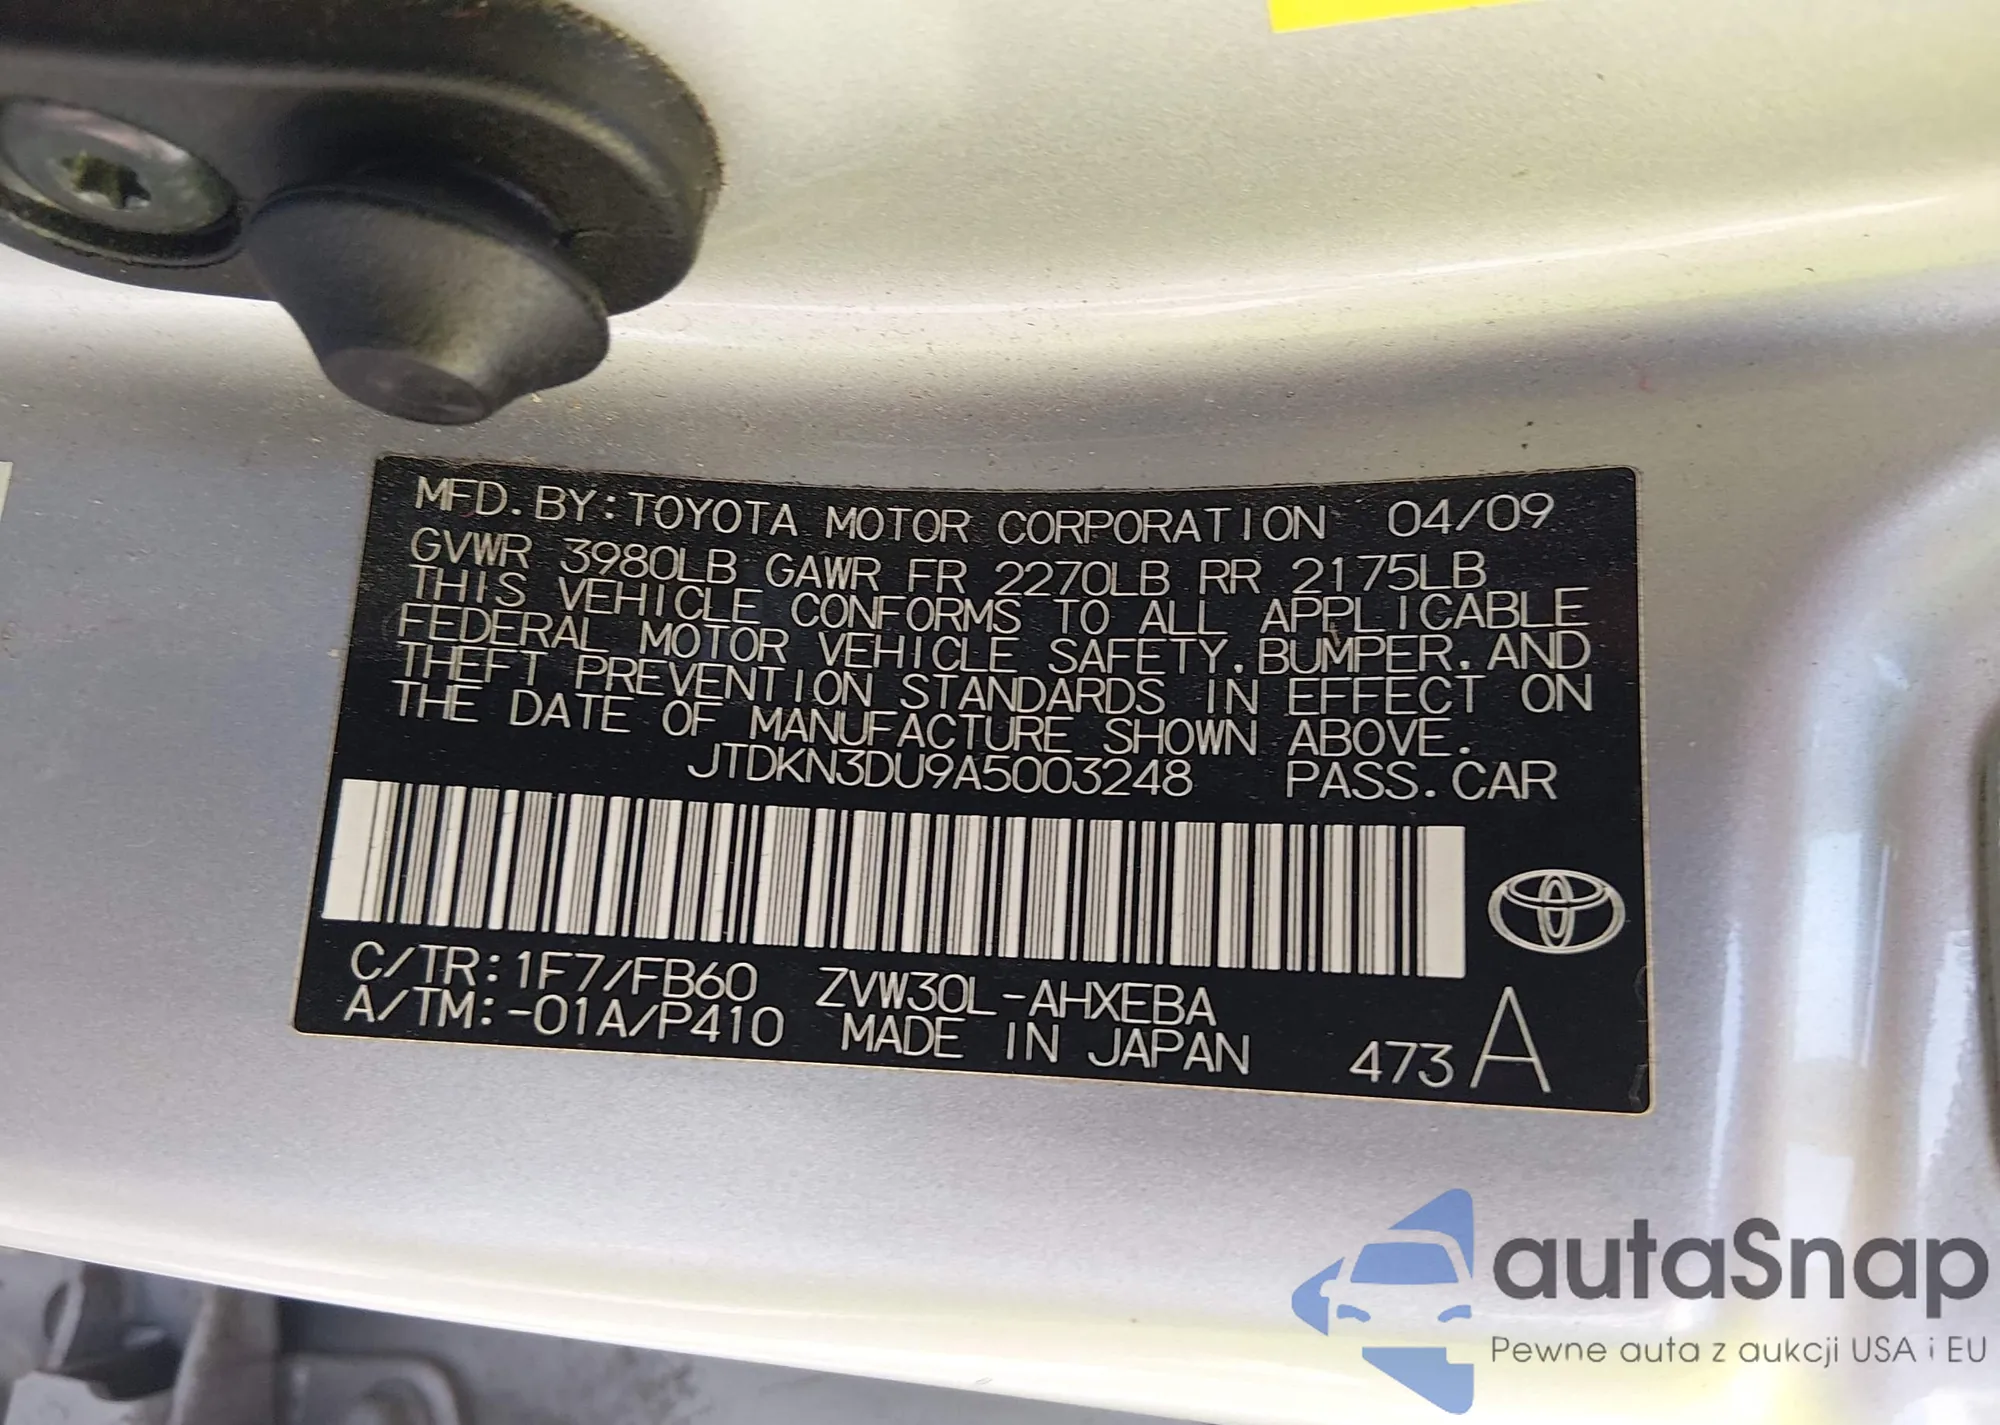 MFD. BY: TOYOTA MOTOR CORPORATION 04/09
GVWR 3980LB GAWR FR 2270LB RR 2175LB
THIS VEHICLE CONFORMS TO ALL APPLICABLE
FEDERAL MOTOR VEHICLE SAFETY, BUMPER, AND
THEFT PREVENTION STANDARDS IN EFFECT ON
THE DATE OF MANUFACTURE SHOWN ABOVE.
JTDKN3DU9A5003248 PASS. CAR
C/TR: 1F7/FB60 ZVW30L-AHXEBA
A/TM: -01A/P410 MADE IN JAPAN 473 A
autaSnap
Pewne auta z aukcji USA i EU